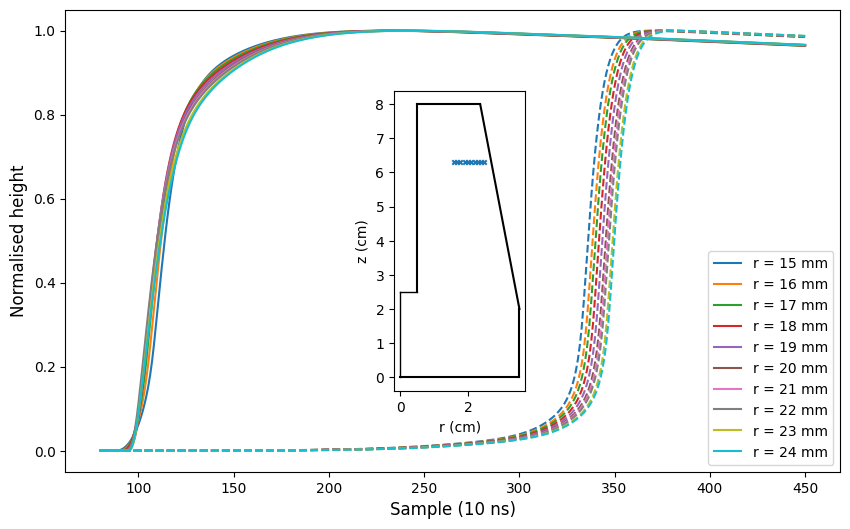 1.0
0.8
0.6
0.4
0.2
0.0
Normalised height
100
150
200
250
300
350
400
450
Sample (10 ns)
8
7
6
5
4
3
2
1
0
z (cm)
0
2
r (cm)
r = 15 mm
r = 16 mm
r = 17 mm
r = 18 mm
r = 19 mm
r = 20 mm
r = 21 mm
r = 22 mm
r = 23 mm
r = 24 mm